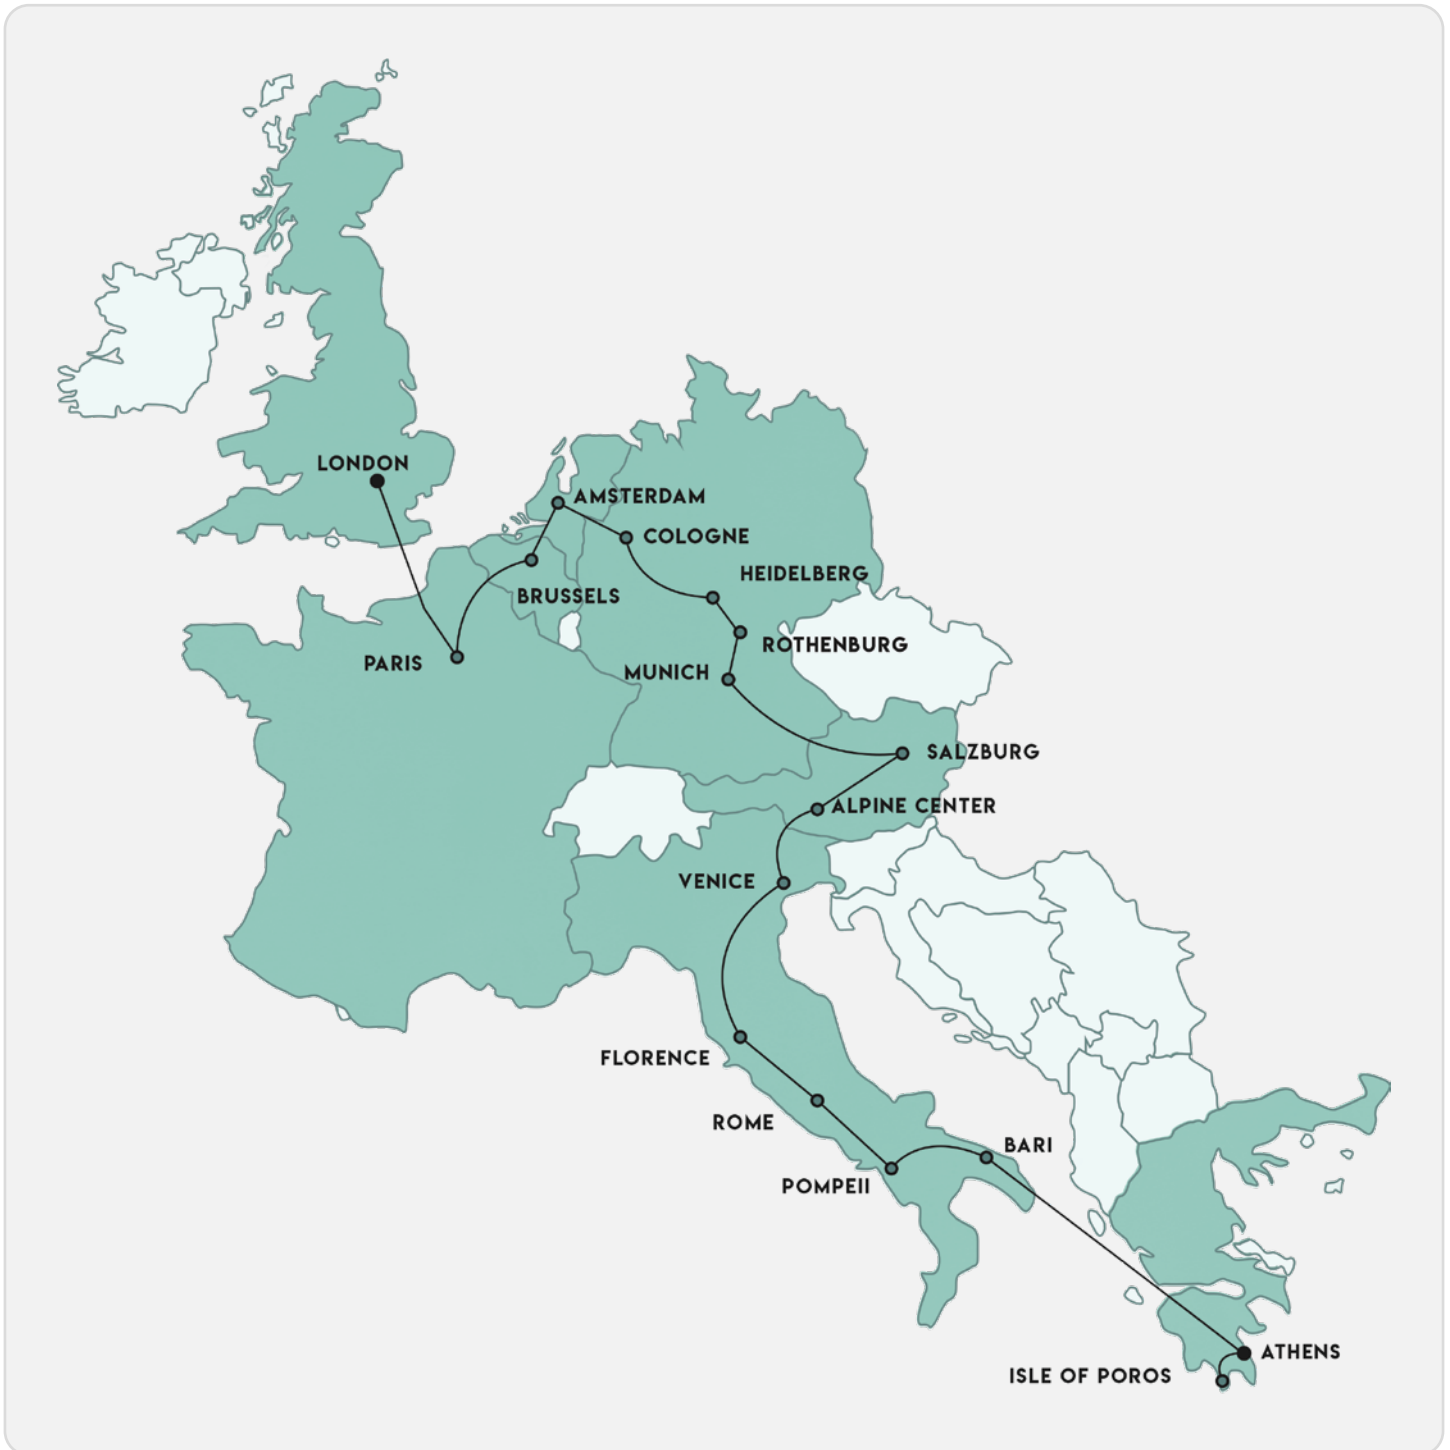 LONDON
AMSTERDAM
COLOGNE
HEIDELBERG
BRUSSELS
ROTHENBURG
PARIS
MUNICH
SALZBURG
ALPINE CENTER
VENICE
FLORENCE
ROME
BARI
POMPEII
ATHENS
ISLE OF POROS